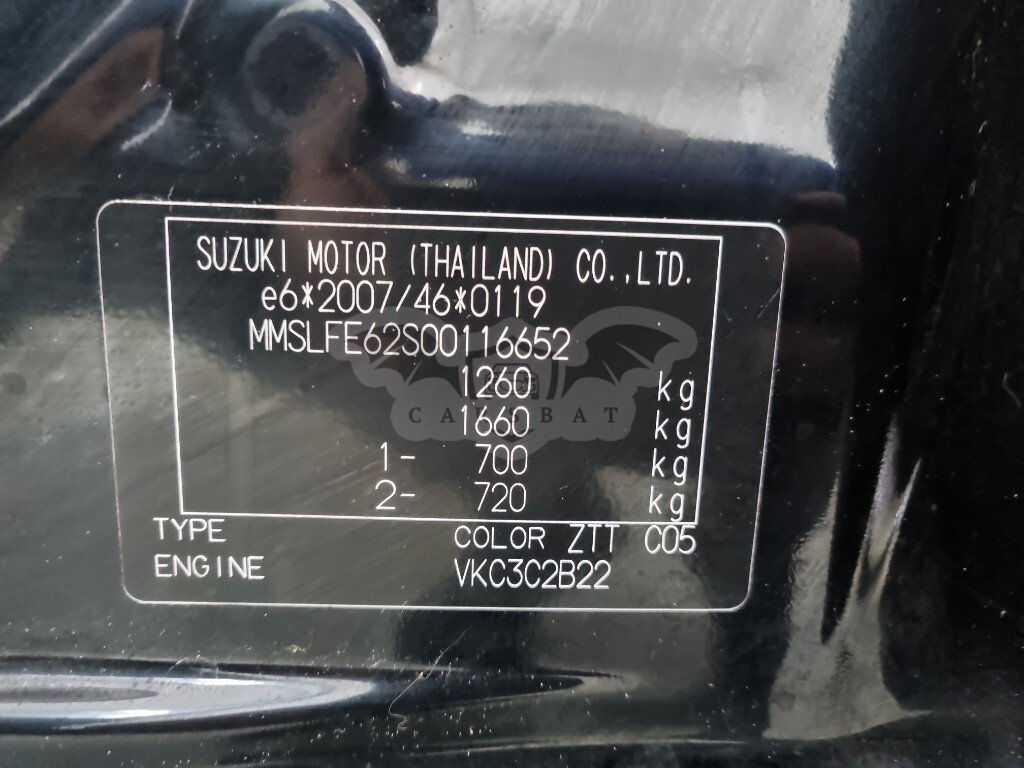 SUZUKI MOTOR (THAILAND) CO.,LTD.
e6*2007/46*0119
MMSLFE62S00116652
1260 kg
1660 kg
1- 700 kg
2- 720 kg
TYPE COLOR ZTT C05
ENGINE VKC3C2B22
CARSBAT